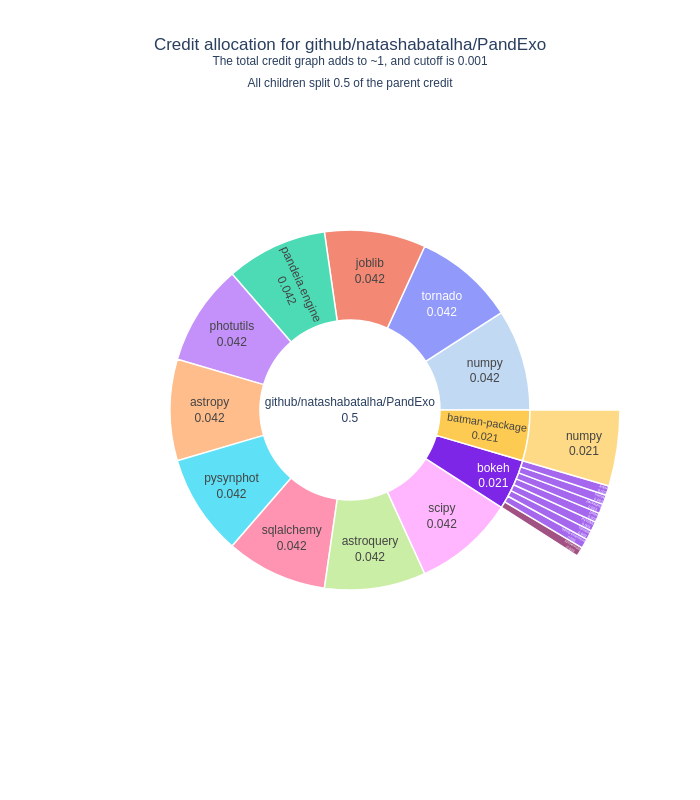 Credit allocation for github/natashabatalha/PandExo
The total credit graph adds to ~1, and cutoff is 0.001
All children split 0.5 of the parent credit
joblib
0.042
pandeia.engine
0.042
tornado
0.042
photutils
0.042
numpy
0.042
astropy
0.042
github/natashabatalha/PandExo
0.5
batman-package
0.021
numpy
0.021
bokeh
0.021
pysynphot
0.042
scipy
0.042
sqlalchemy
0.042
astroquery
0.042